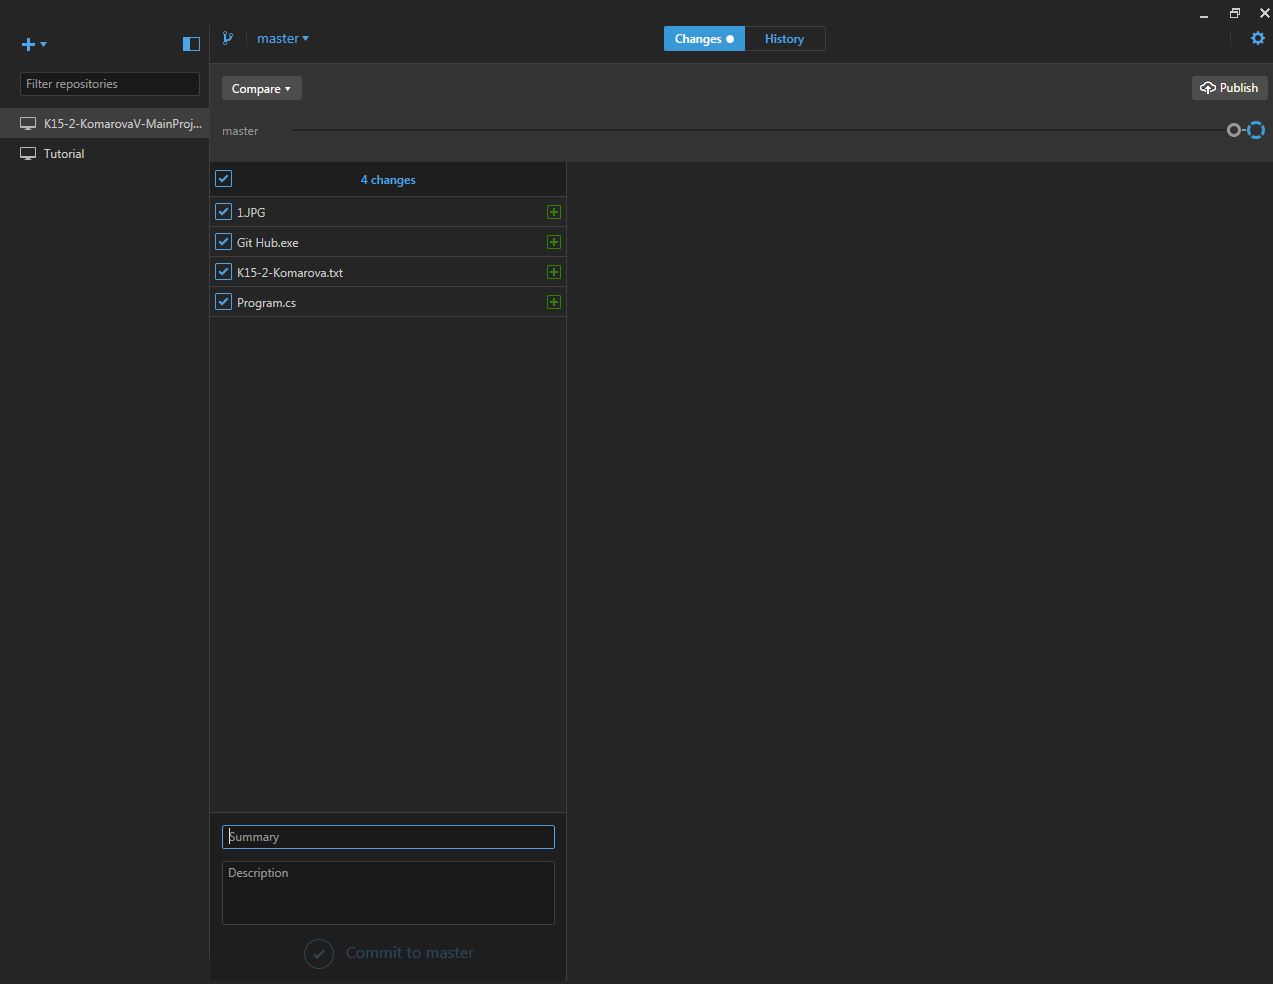 master
Changes
History
Filter repositories
Compare
Publish
K15-2-KomarovaV-MainProj...
master
Tutorial
4 changes
1.JPG
Git Hub.exe
K15-2-Komarova.txt
Program.cs
Summary
Description
Commit to master